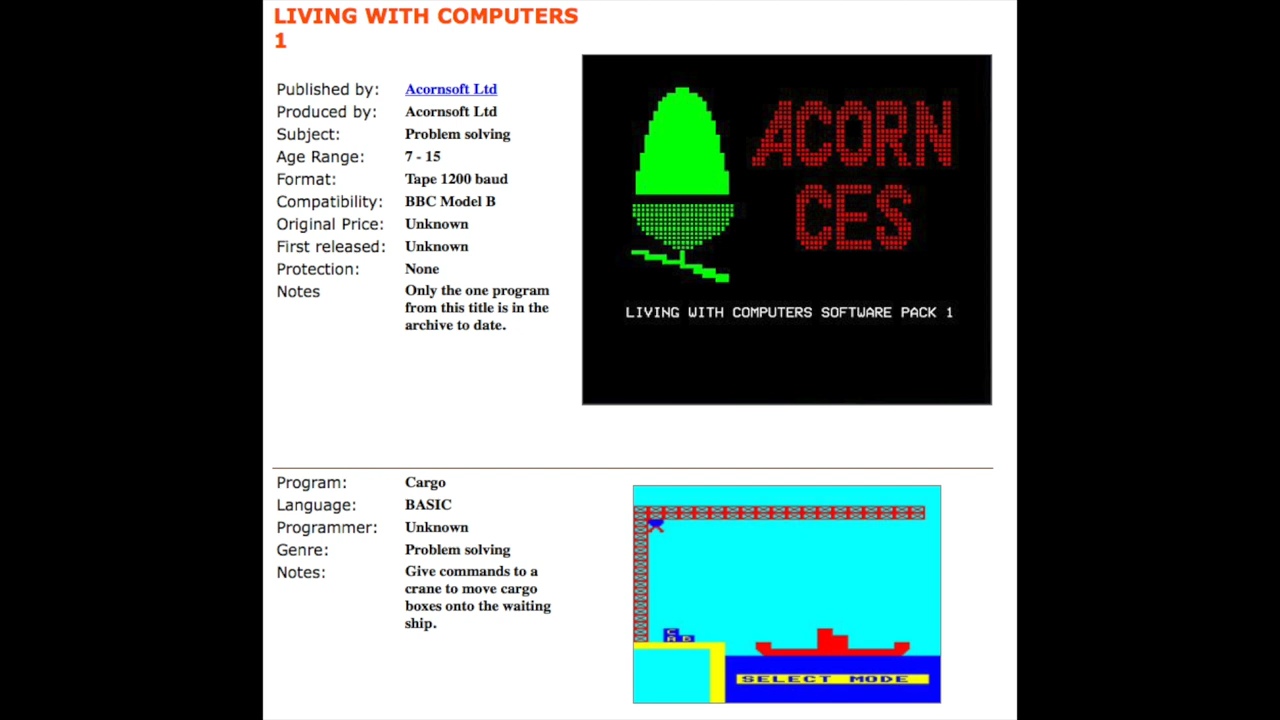 LIVING WITH COMPUTERS
1
Published by: Acornsoft Ltd
Produced by: Acornsoft Ltd
Subject: Problem solving
Age Range: 7 - 15
Format: Tape 1200 baud
Compatibility: BBC Model B
Original Price: Unknown
First released: Unknown
Protection: None
Notes Only the one program
from this title is in the
archive to date.
ACORN
CES
LIVING WITH COMPUTERS SOFTWARE PACK 1
Program: Cargo
Language: BASIC
Programmer: Unknown
Genre: Problem solving
Notes: Give commands to a
crane to move cargo
boxes onto the waiting
ship.
SELECT MODE